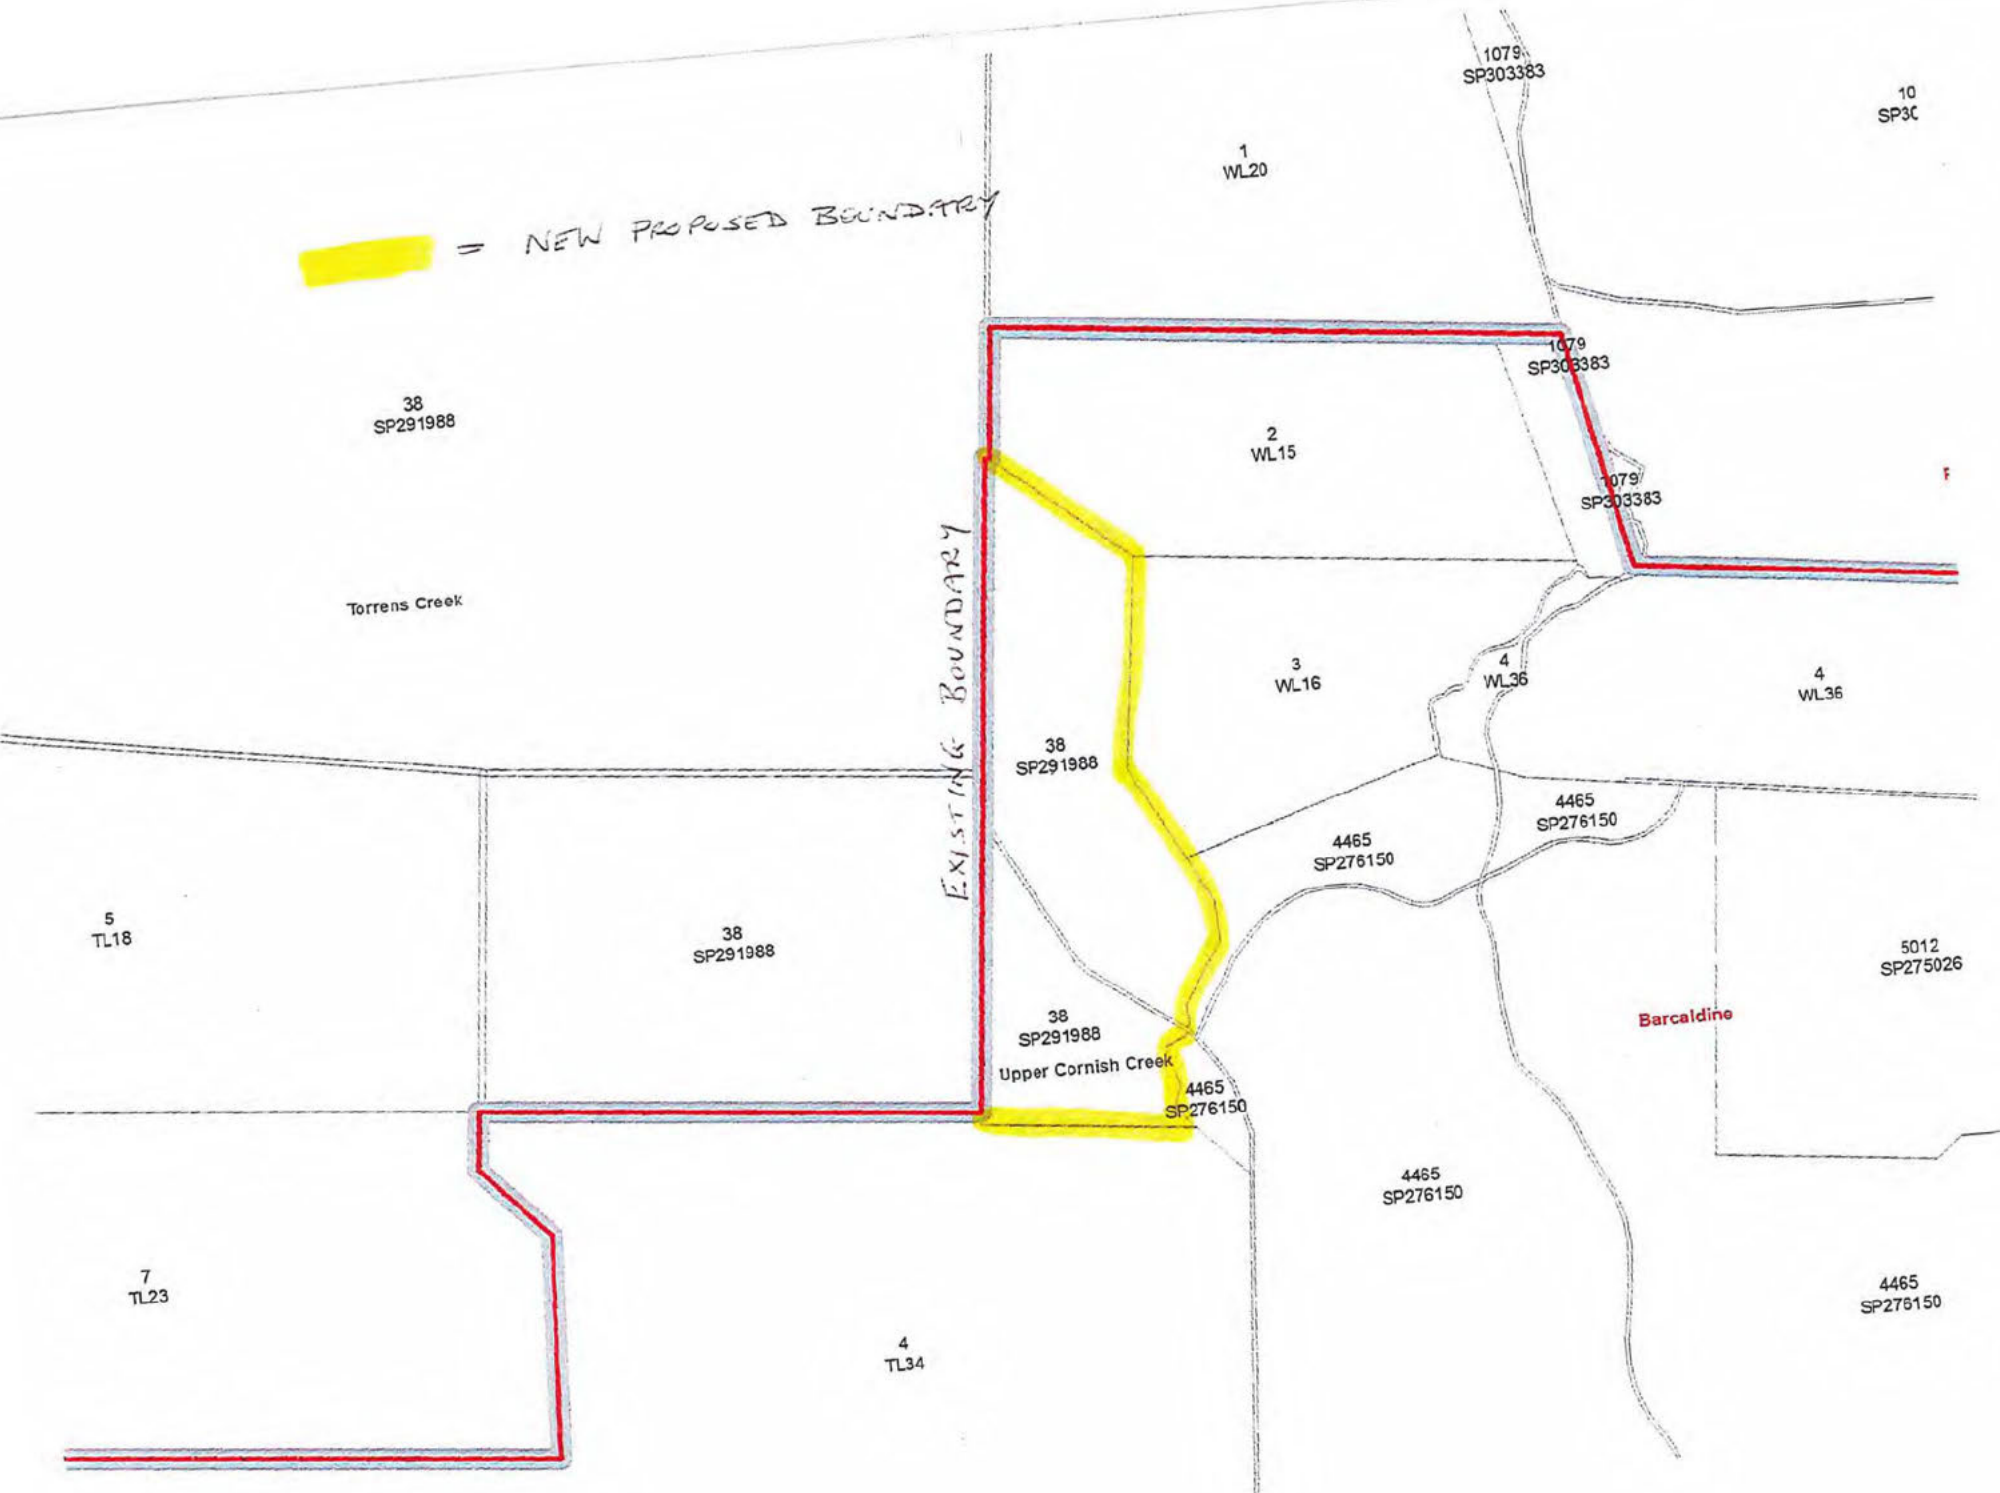 1079
SP303383
10
SP30
1
WL20
= NEW PROPOSED BOUNDARY
1079
SP303383
38
SP291988
2
WL15
1079
SP303383
EXISTING BOUNDARY
Torrens Creek
3
WL16
4
WL36
4
WL36
38
SP291988
4465
SP276150
4465
SP276150
5
TL18
38
SP291988
5012
SP275026
Barcaldine
38
SP291988
Upper Cornish Creek
4465
SP276150
4465
SP276150
7
TL23
4465
SP276150
4
TL34